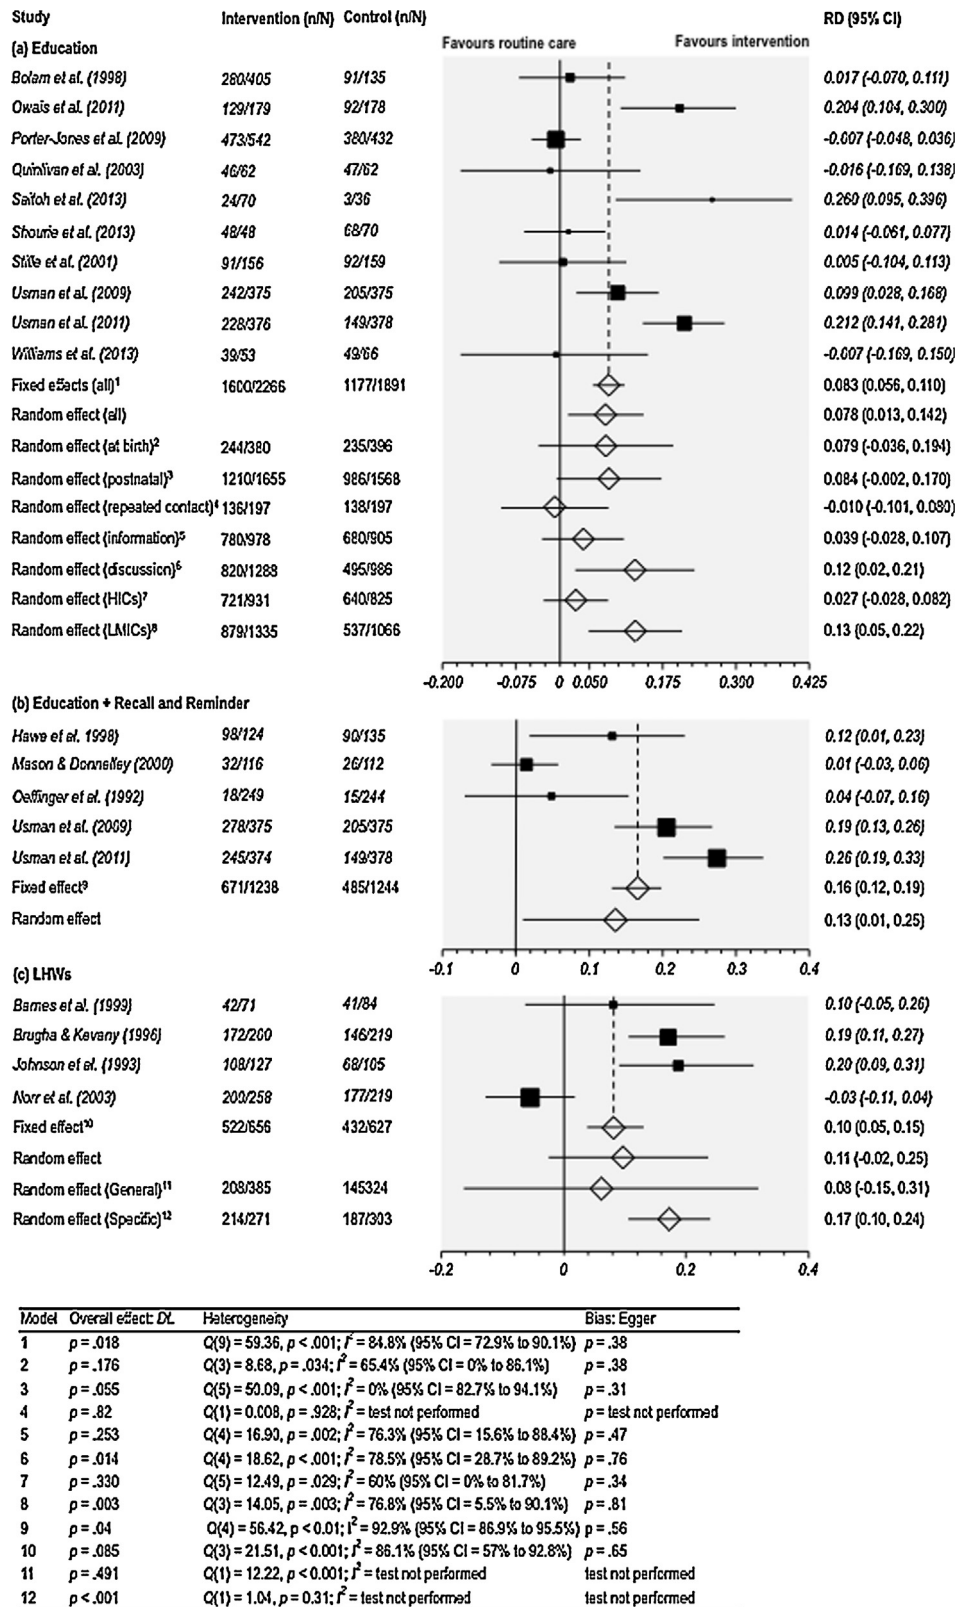 Study Intervention (n/N) Control (n/N) RD (95% CI)
(a) Education Favours routine care Favours intervention
Bolam et al. (1998) 280/405 91/135 0.017 (-0.070, 0.111)
Owais et al. (2011) 129/179 92/178 0.204 (0.104, 0.300)
Porter-Jones et al. (2009) 473/542 380/432 -0.007 (-0.048, 0.036)
Quinlivan et al. (2003) 46/62 47/62 -0.016 (-0.169, 0.138)
Saitoh et al. (2013) 24/70 3/36 0.260 (0.095, 0.396)
Shourie et al. (2013) 48/48 68/70 0.014 (-0.061, 0.077)
Stille et al. (2001) 91/156 92/159 0.005 (-0.104, 0.113)
Usman et al. (2009) 242/375 205/375 0.099 (0.028, 0.168)
Usman et al. (2011) 228/376 149/378 0.212 (0.141, 0.281)
Williams et al. (2013) 39/53 49/66 -0.007 (-0.169, 0.150)
Fixed effects (all)¹ 1600/2266 1177/1891 0.083 (0.056, 0.110)
Random effect (all) 0.078 (0.013, 0.142)
Random effect (at birth)² 244/380 235/396 0.079 (-0.036, 0.194)
Random effect (postnatal)³ 1210/1655 986/1568 0.084 (-0.002, 0.170)
Random effect (repeated contact)⁴ 136/197 138/197 -0.010 (-0.101, 0.080)
Random effect (information)⁵ 780/978 680/905 0.039 (-0.028, 0.107)
Random effect (discussion)⁶ 820/1288 495/986 0.12 (0.02, 0.21)
Random effect (HICs)⁷ 721/931 640/825 0.027 (-0.028, 0.082)
Random effect (LMICs)⁸ 879/1335 537/1066 0.13 (0.05, 0.22)
-0.200 -0.075 0 0.050 0.175 0.300 0.425
(b) Education + Recall and Reminder
Hawe et al. 1998) 98/124 90/135 0.12 (0.01, 0.23)
Mason & Donnelley (2000) 32/116 26/112 0.01 (-0.03, 0.06)
Oeffinger et al. (1992) 18/249 15/244 0.04 (-0.07, 0.16)
Usman et al. (2009) 278/375 205/375 0.19 (0.13, 0.26)
Usman et al. (2011) 245/374 149/378 0.26 (0.19, 0.33)
Fixed effect⁹ 671/1238 485/1244 0.16 (0.12, 0.19)
Random effect 0.13 (0.01, 0.25)
-0.1 0 0.1 0.2 0.3 0.4
(c) LHWs
Barnes et al. (1999) 42/71 41/84 0.10 (-0.05, 0.26)
Brugha & Kevany (1996) 172/200 146/219 0.19 (0.11, 0.27)
Johnson et al. (1993) 108/127 68/105 0.20 (0.09, 0.31)
Norr et al. (2003) 200/258 177/219 -0.03 (-0.11, 0.04)
Fixed effect¹⁰ 522/656 432/627 0.10 (0.05, 0.15)
Random effect 0.11 (-0.02, 0.25)
Random effect (General)¹¹ 208/385 145324 0.08 (-0.15, 0.31)
Random effect (Specific)¹² 214/271 187/303 0.17 (0.10, 0.24)
-0.2 0 0.2 0.4
Model Overall effect: DL Heterogeneity Bias: Egger
1 p = .018 Q(9) = 59.36, p < .001; I² = 84.8% (95% CI = 72.9% to 90.1%) p = .38
2 p = .176 Q(3) = 8.68, p = .034; I² = 65.4% (95% CI = 0% to 86.1%) p = .38
3 p = .055 Q(5) = 50.09, p < .001; I² = 0% (95% CI = 82.7% to 94.1%) p = .31
4 p = .82 Q(1) = 0.008, p = .928; I² = test not performed p = test not performed
5 p = .253 Q(4) = 16.90, p = .002; I² = 76.3% (95% CI = 15.6% to 88.4%) p = .47
6 p = .014 Q(4) = 18.62, p < .001; I² = 78.5% (95% CI = 28.7% to 89.2%) p = .76
7 p = .330 Q(5) = 12.49, p = .029; I² = 60% (95% CI = 0% to 81.7%) p = .34
8 p = .003 Q(3) = 14.05, p = .003; I² = 76.8% (95% CI = 5.5% to 90.1%) p = .81
9 p = .04 Q(4) = 56.42, p < 0.01; I² = 92.9% (95% CI = 86.9% to 95.5%) p = .56
10 p = .085 Q(3) = 21.51, p < 0.001; I² = 86.1% (95% CI = 57% to 92.8%) p = .65
11 p = .491 Q(1) = 12.22, p < 0.001; I² = test not performed test not performed
12 p < .001 Q(1) = 1.04, p = 0.31; I² = test not performed test not performed